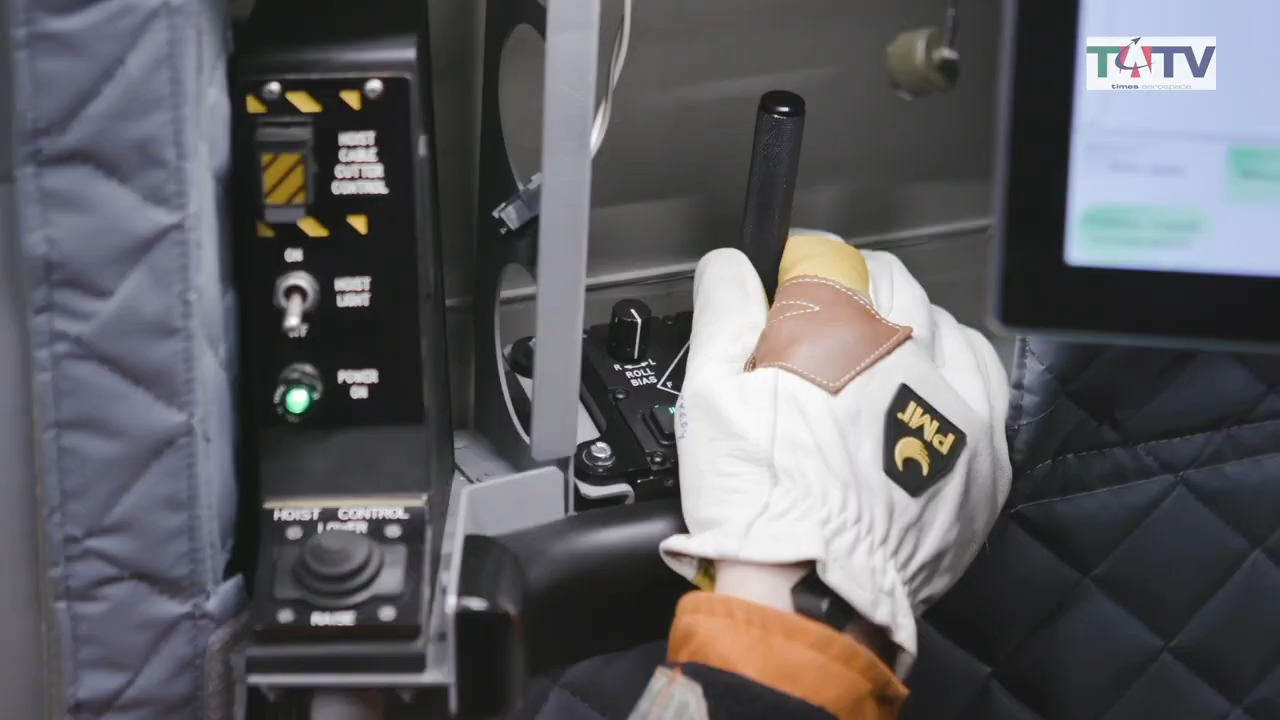 TATV
times aerospace
HOIST
CABLE
CUTTER
CONTROL
ON
HOIST
LIGHT
OFF
POWER
ON
R L
ROLL
BIAS
F
PMI
HOIST CONTROL
LOWER
RAISE